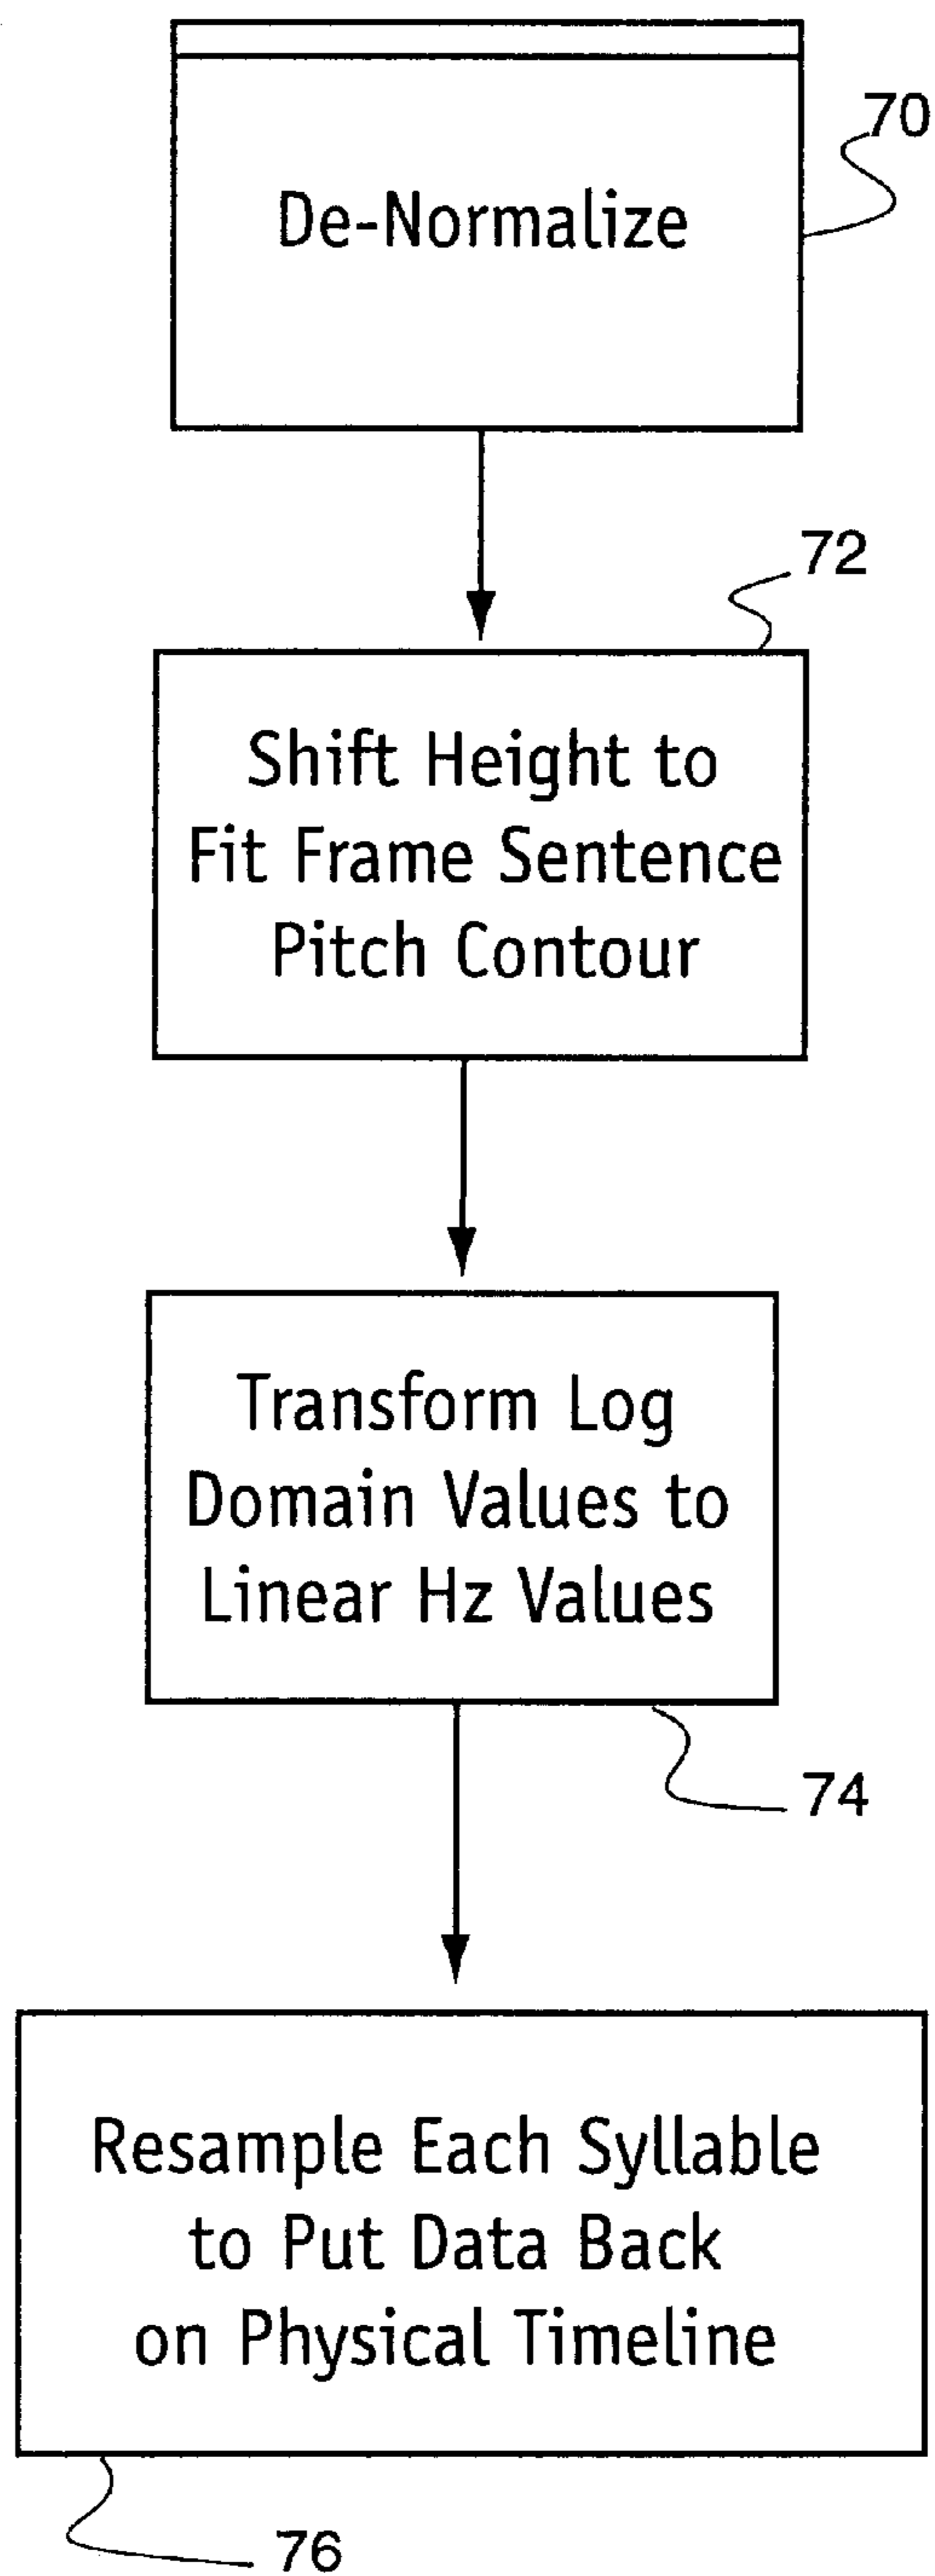 70
De-Normalize
72
Shift Height to
Fit Frame Sentence
Pitch Contour
Transform Log
Domain Values to
Linear Hz Values
74
Resample Each Syllable
to Put Data Back
on Physical Timeline
76